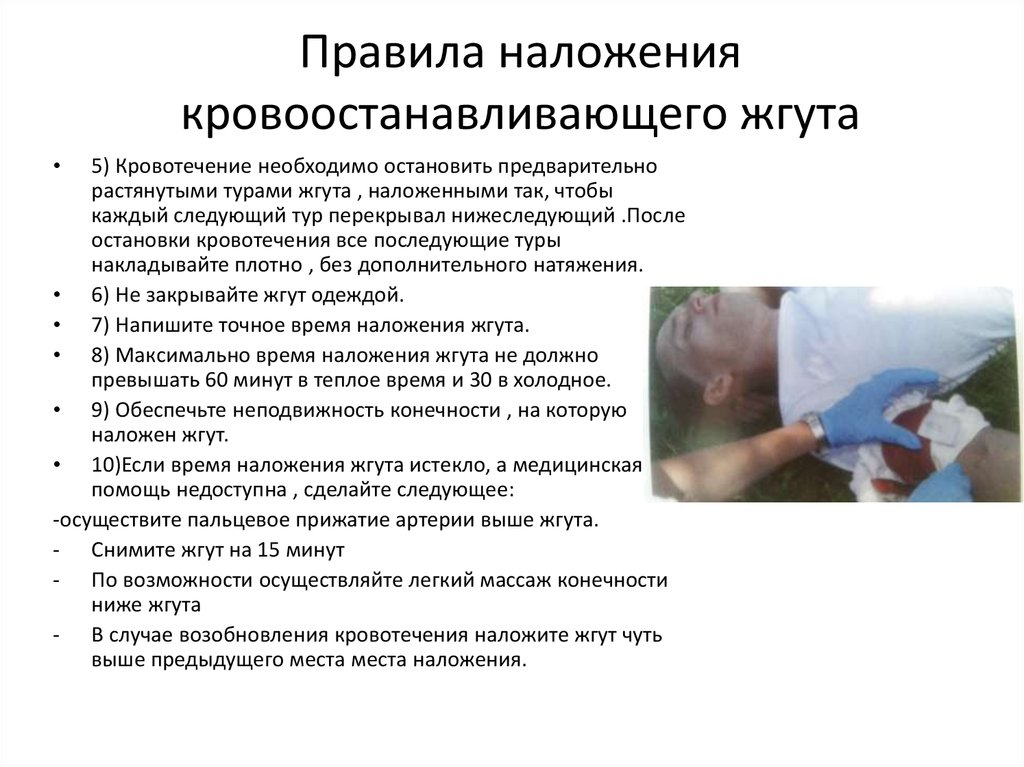 Правила наложения
кровоостанавливающего жгута
• 5) Кровотечение необходимо остановить предварительно
растянутыми турами жгута , наложенными так, чтобы
каждый следующий тур перекрывал нижеследующий .После
остановки кровотечения все последующие туры
накладывайте плотно , без дополнительного натяжения.
• 6) Не закрывайте жгут одеждой.
• 7) Напишите точное время наложения жгута.
• 8) Максимально время наложения жгута не должно
превышать 60 минут в теплое время и 30 в холодное.
• 9) Обеспечьте неподвижность конечности , на которую
наложен жгут.
• 10)Если время наложения жгута истекло, а медицинская
помощь недоступна , сделайте следующее:
-осуществите пальцевое прижатие артерии выше жгута.
- Снимите жгут на 15 минут
- По возможности осуществляйте легкий массаж конечности
ниже жгута
- В случае возобновления кровотечения наложите жгут чуть
выше предыдущего места места наложения.